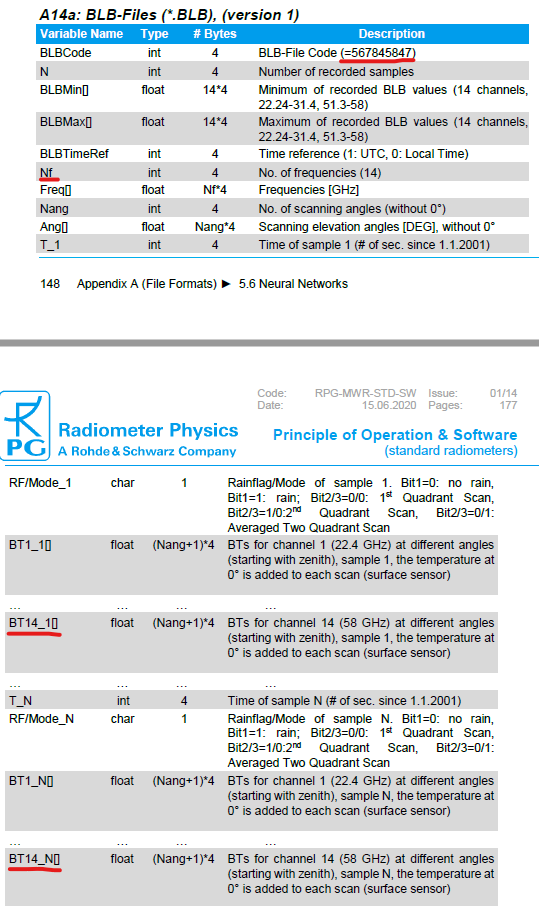 A14a: BLB-Files (*.BLB), (version 1)
Variable Name Type # Bytes Description
BLBCode int 4 BLB-File Code (=567845847)
N int 4 Number of recorded samples
BLBMin[] float 14*4 Minimum of recorded BLB values (14 channels,
22.24-31.4, 51.3-58)
BLBMax[] float 14*4 Maximum of recorded BLB values (14 channels,
22.24-31.4, 51.3-58)
BLBTimeRef int 4 Time reference (1: UTC, 0: Local Time)
Nf int 4 No. of frequencies (14)
Freq[] float Nf*4 Frequencies [GHz]
Nang int 4 No. of scanning angles (without 0°)
Ang[] float Nang*4 Scanning elevation angles [DEG], without 0°
T_1 int 4 Time of sample 1 (# of sec. since 1.1.2001)
148 Appendix A (File Formats) ► 5.6 Neural Networks
Code: RPG-MWR-STD-SW Issue: 01/14
Date: 15.06.2020 Pages: 177
RPG
Radiometer Physics
A Rohde & Schwarz Company
Principle of Operation & Software
(standard radiometers)
RF/Mode_1 char 1 Rainflag/Mode of sample 1. Bit1=0: no rain,
Bit1=1: rain; Bit2/3=0/0: 1st Quadrant Scan,
Bit2/3=1/0:2nd Quadrant Scan, Bit2/3=0/1:
Averaged Two Quadrant Scan
BT1_1[] float (Nang+1)*4 BTs for channel 1 (22.4 GHz) at different angles
(starting with zenith), sample 1, the temperature at
0° is added to each scan (surface sensor)
... ... ... ...
BT14_1[] float (Nang+1)*4 BTs for channel 14 (58 GHz) at different angles
(starting with zenith), sample 1, the temperature at
0° is added to each scan (surface sensor)
... ... ... ...
T_N int 4 Time of sample N (# of sec. since 1.1.2001)
RF/Mode_N char 1 Rainflag/Mode of sample N. Bit1=0: no rain,
Bit1=1: rain; Bit2/3=0/0: 1st Quadrant Scan,
Bit2/3=1/0:2nd Quadrant Scan, Bit2/3=0/1:
Averaged Two Quadrant Scan
BT1_N[] float (Nang+1)*4 BTs for channel 1 (22.4 GHz) at different angles
(starting with zenith), sample N, the temperature at
0° is added to each scan (surface sensor)
... ... ... ...
BT14_N[] float (Nang+1)*4 BTs for channel 14 (58 GHz) at different angles
(starting with zenith), sample N, the temperature at
0° is added to each scan (surface sensor)